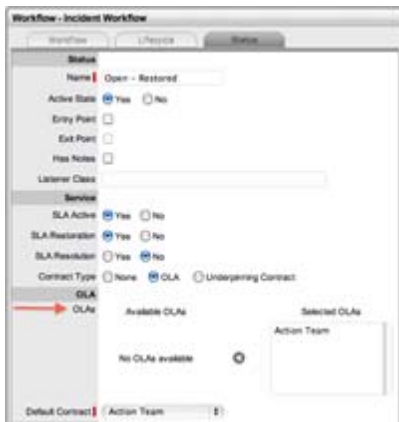 Workflow - Incident Workflow
Workflow Lifecycle Status
Status
Name Open - Restored
Active State Yes No
Entry Point
Exit Point
Has Notes
Listener Class
Service
SLA Active Yes No
SLA Restoration Yes No
SLA Resolution Yes No
Contract Type None OLA Underpinning Contract
OLA
OLAs Available OLAs Selected OLAs
Action Team
No OLAs available
Default Contract Action Team